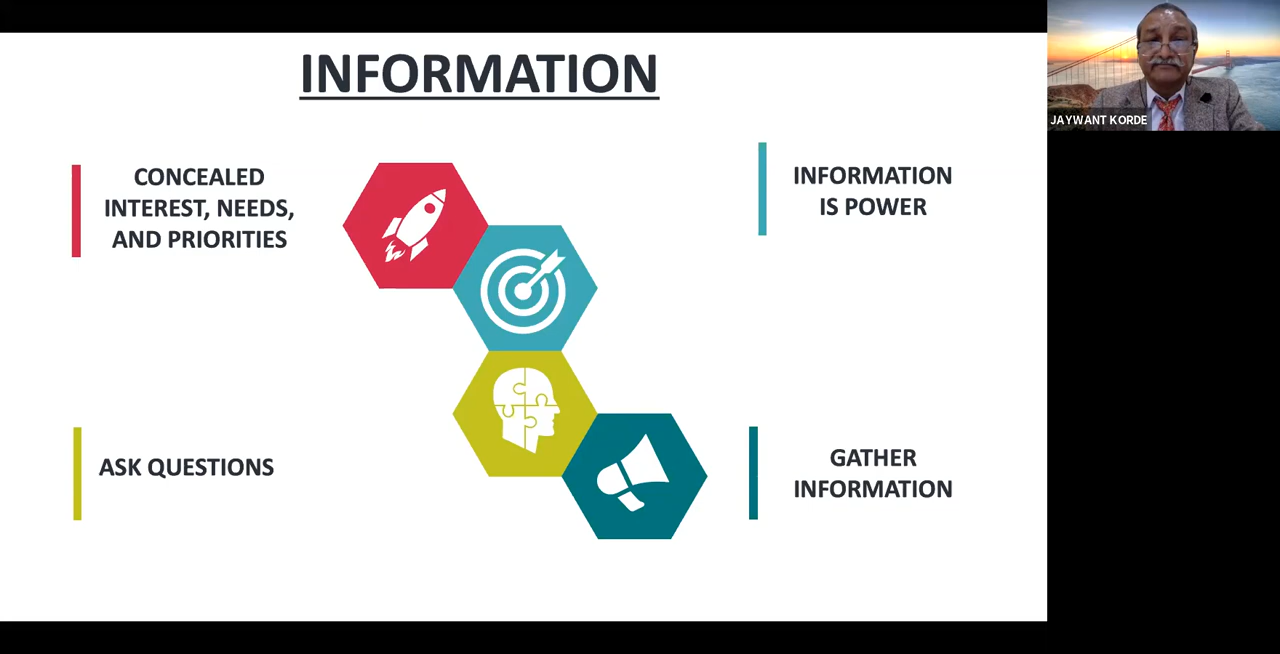 INFORMATION
CONCEALED
INTEREST, NEEDS,
AND PRIORITIES
INFORMATION
IS POWER
ASK QUESTIONS
GATHER
INFORMATION
JAYWANT KORDE